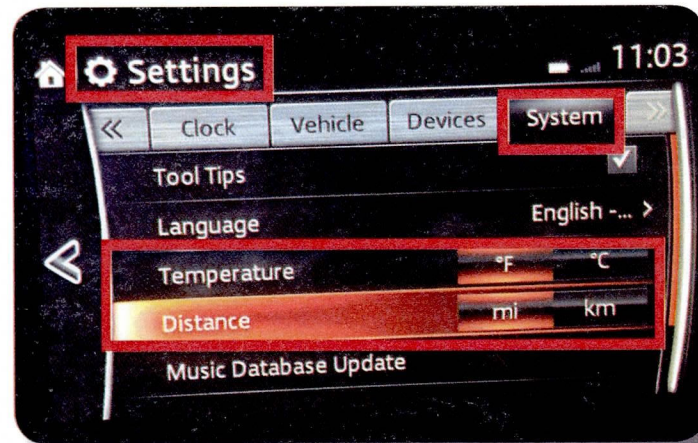 Settings 11:03
Clock Vehicle Devices System
Tool Tips
Language English -...
Temperature °F °C
Distance mi km
Music Database Update